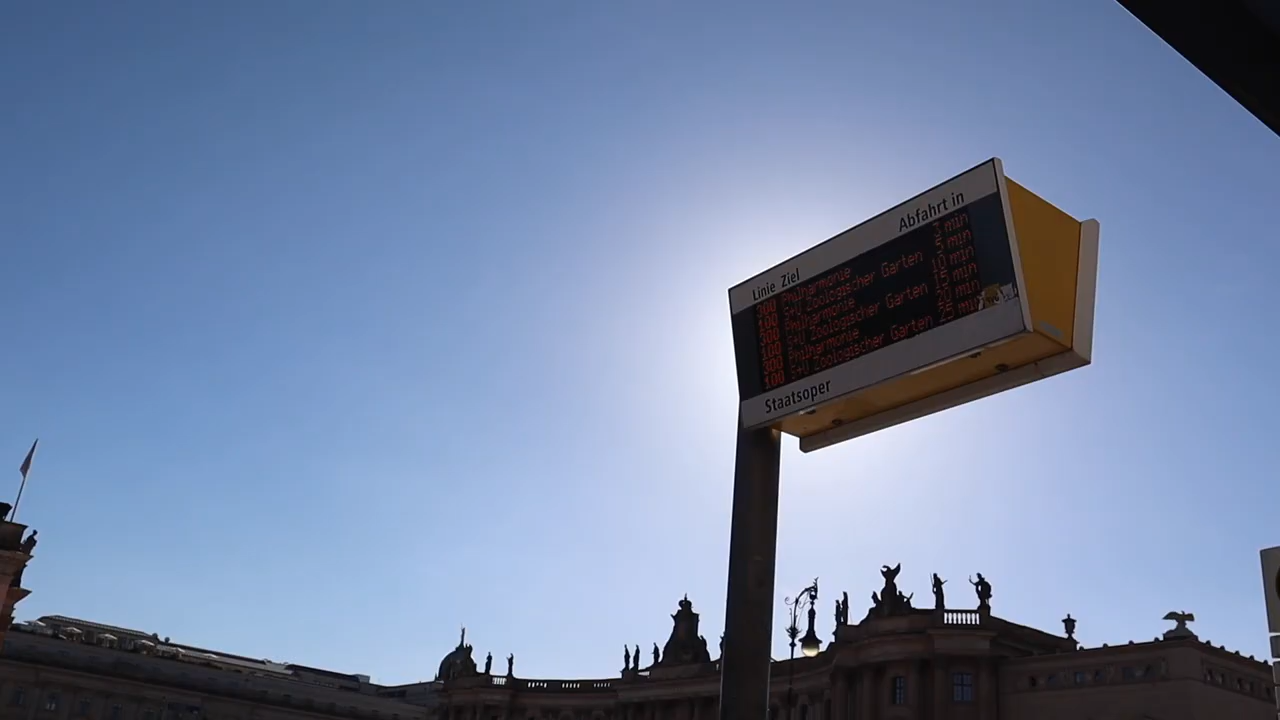 Linie Ziel Abfahrt in
300 Philharmonie 3 min
100 S+U Zoologischer Garten 5 min
300 Philharmonie 10 min
100 S+U Zoologischer Garten 15 min
300 Philharmonie 20 min
100 S+U Zoologischer Garten 25 min
Staatsoper